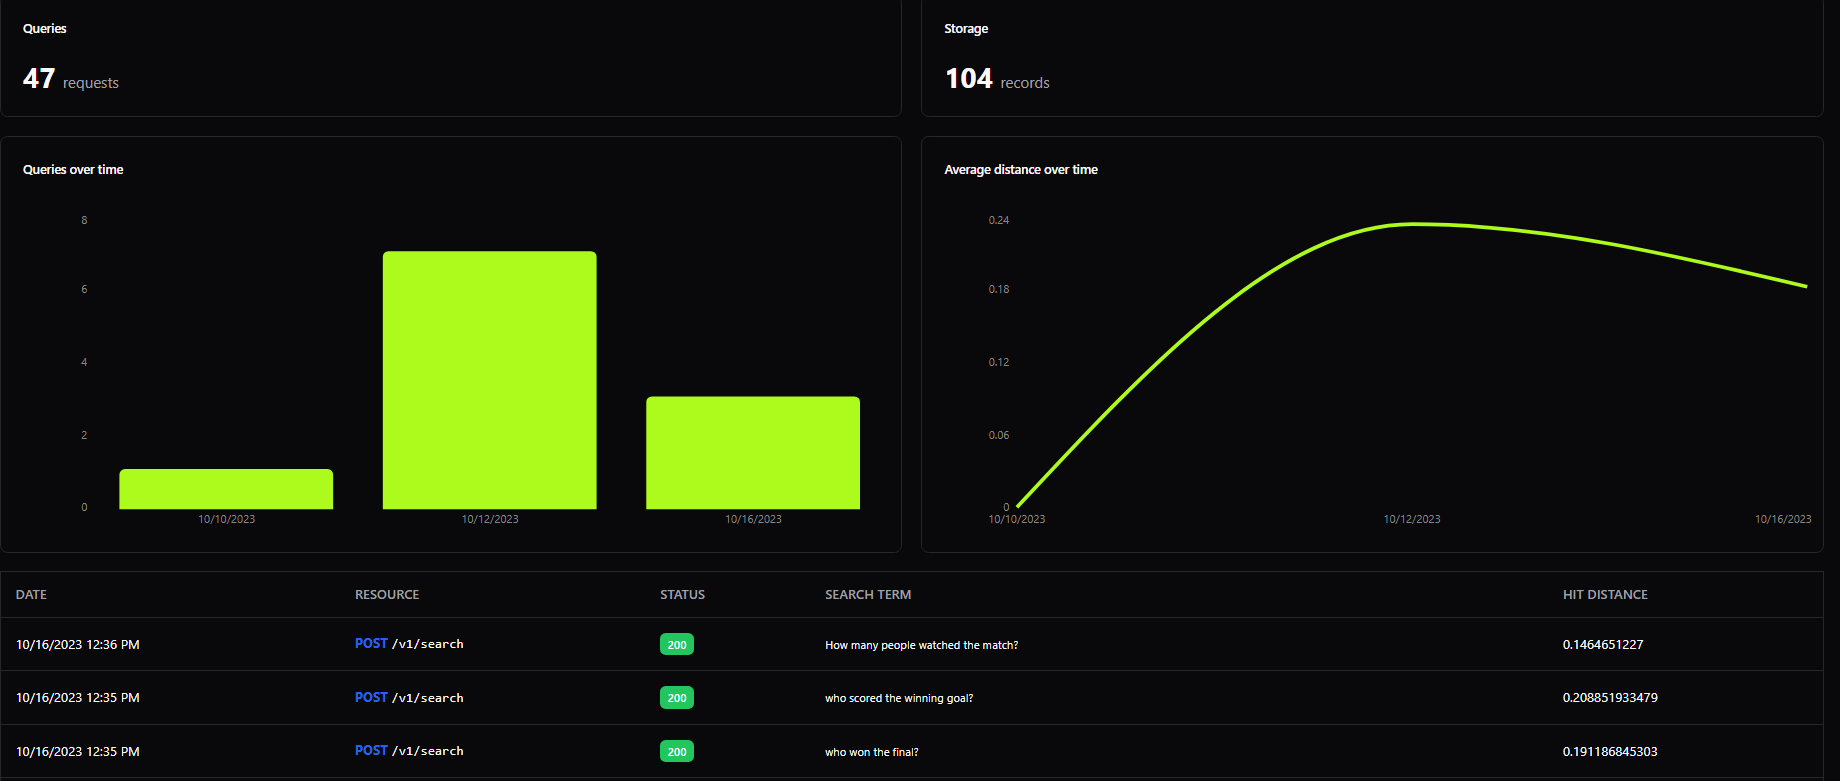 Queries
47 requests
Storage
104 records
Queries over time
8
6
4
2
0
10/10/2023 10/12/2023 10/16/2023
Average distance over time
0.24
0.18
0.12
0.06
0
10/10/2023 10/12/2023 10/16/2023
DATE RESOURCE STATUS SEARCH TERM HIT DISTANCE
10/16/2023 12:36 PM POST /v1/search 200 How many people watched the match? 0.1464651227
10/16/2023 12:35 PM POST /v1/search 200 who scored the winning goal? 0.208851933479
10/16/2023 12:35 PM POST /v1/search 200 who won the final? 0.191186845303